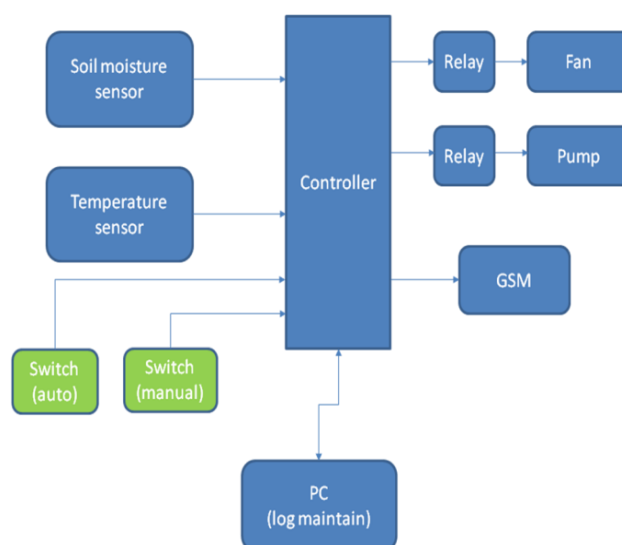 Soil moisture
sensor
Relay
Fan
Relay
Pump
Controller
Temperature
sensor
GSM
Switch
(auto)
Switch
(manual)
PC
(log maintain)